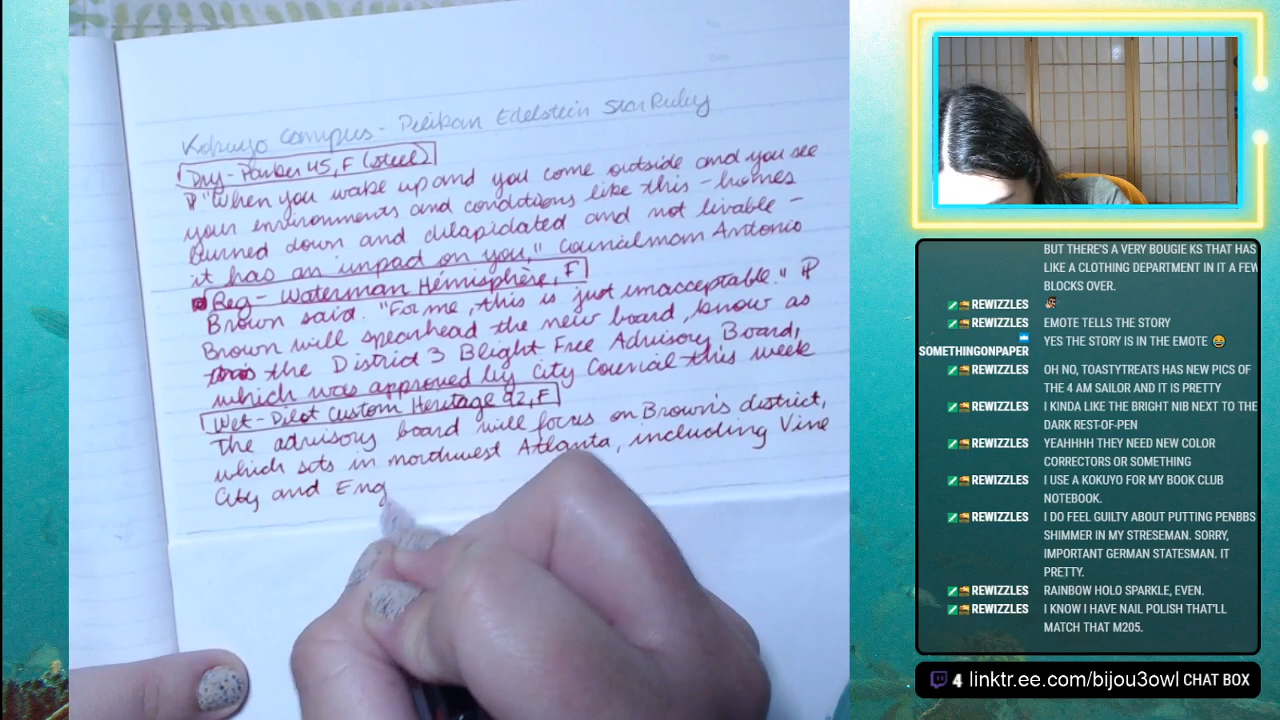 Kokuyo Campus - Pelikan Edelstein Star Ruby
Dry - Parker 45, F (steel)
"When you wake up and you come outside and you see
your environments and conditions like this - homes
burned down and dilapidated and not livable -
it has an impact on you," Councilmam Antonio
Reg - Waterman Hémisphère, F
Brown said. "For me, this is just unacceptable."
Brown will spearhead the new board, know as
the District 3 Blight Free Advisory Board,
which was approved by City Council this week
Wet - Pilot Custom Heritage 92, F
The advisory board will focus on Brown's district,
which sits in northwest Atlanta, including Vine
City and Eng
BUT THERE'S A VERY BOUGIE KS THAT HAS
LIKE A CLOTHING DEPARTMENT IN IT A FEW
BLOCKS OVER.
REWIZZLES
REWIZZLES EMOTE TELLS THE STORY
SOMETHINGONPAPER YES THE STORY IS IN THE EMOTE
REWIZZLES OH NO, TOASTYTREATS HAS NEW PICS OF
THE 4 AM SAILOR AND IT IS PRETTY
REWIZZLES I KINDA LIKE THE BRIGHT NIB NEXT TO THE
DARK REST-OF-PEN
REWIZZLES YEAHHHH THEY NEED NEW COLOR
CORRECTORS OR SOMETHING
REWIZZLES I USE A KOKUYO FOR MY BOOK CLUB
NOTEBOOK.
REWIZZLES I DO FEEL GUILTY ABOUT PUTTING PENBBS
SHIMMER IN MY STRESEMAN. SORRY,
IMPORTANT GERMAN STATESMAN. IT
PRETTY.
REWIZZLES RAINBOW HOLO SPARKLE, EVEN.
REWIZZLES I KNOW I HAVE NAIL POLISH THAT'LL
MATCH THAT M205.
4 linktr.ee.com/bijou3owl CHAT BOX